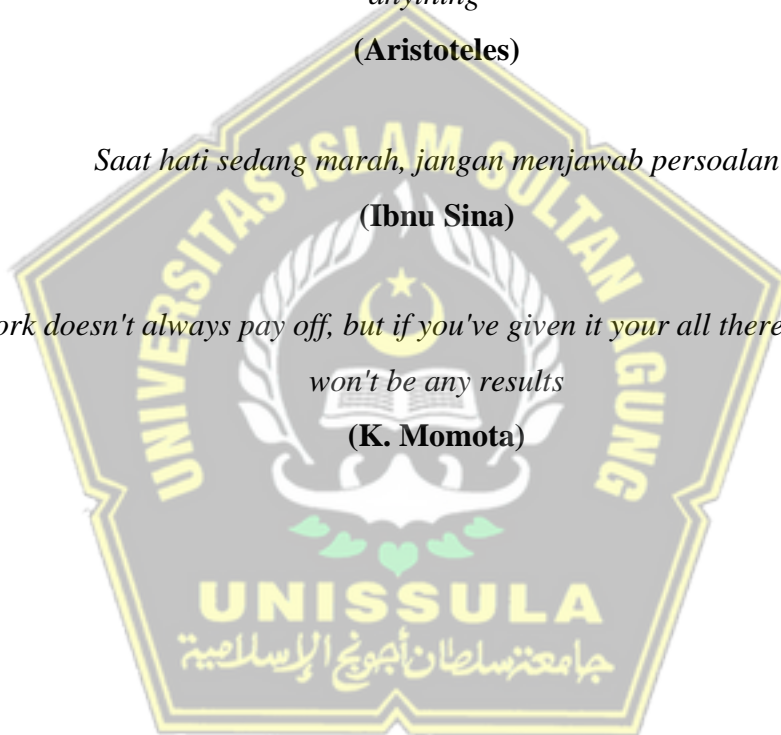 anything
(Aristoteles)
Saat hati sedang marah, jangan menjawab persoalan
(Ibnu Sina)
ork doesn't always pay off, but if you've given it your all there
won't be any results
(K. Momota)
UNIVERSITAS ISLAM SULTAN AGUNG
UNISSULA
جامعة سلطان أجونج الإسلامية